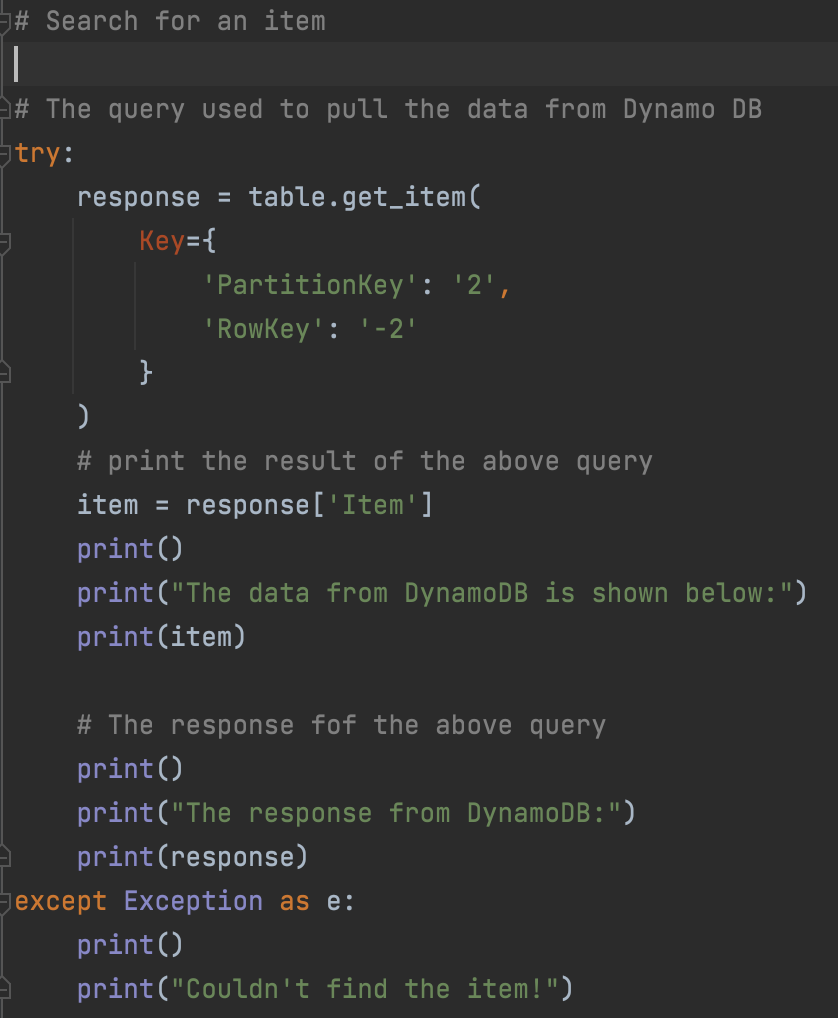 # Search for an item
# The query used to pull the data from Dynamo DB
try:
    response = table.get_item(
        Key={
            'PartitionKey': '2',
            'RowKey': '-2'
        }
    )
    # print the result of the above query
    item = response['Item']
    print()
    print("The data from DynamoDB is shown below:")
    print(item)
    # The response fof the above query
    print()
    print("The response from DynamoDB:")
    print(response)
except Exception as e:
    print()
    print("Couldn't find the item!")